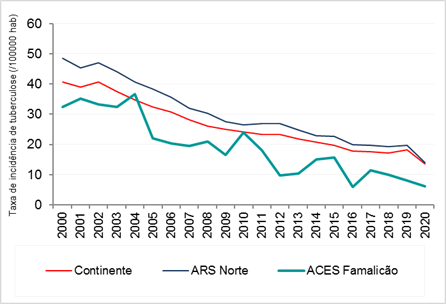 Taxa de incidência de tuberculose (/100000 hab)
60
50
40
30
20
10
0
2000 2001 2002 2003 2004 2005 2006 2007 2008 2009 2010 2011 2012 2013 2014 2015 2016 2017 2018 2019 2020
Continente ARS Norte ACES Famalicão